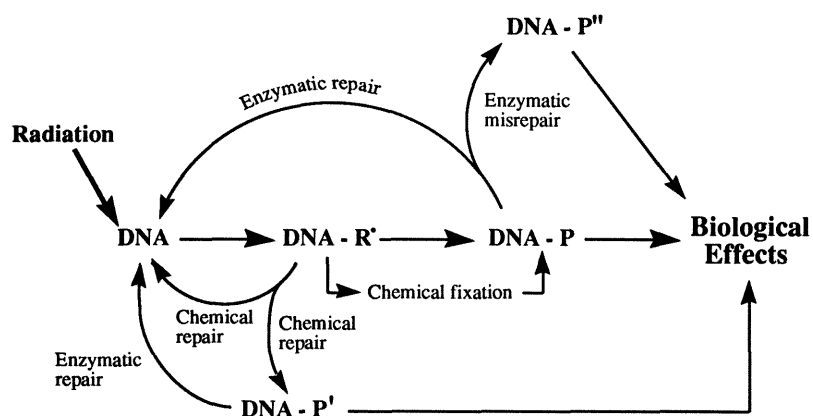 DNA - P"
Enzymatic repair
Enzymatic
misrepair
Radiation
DNA
DNA - R•
DNA - P
Biological
Effects
Chemical fixation
Chemical
repair
Chemical
repair
Enzymatic
repair
DNA - P'